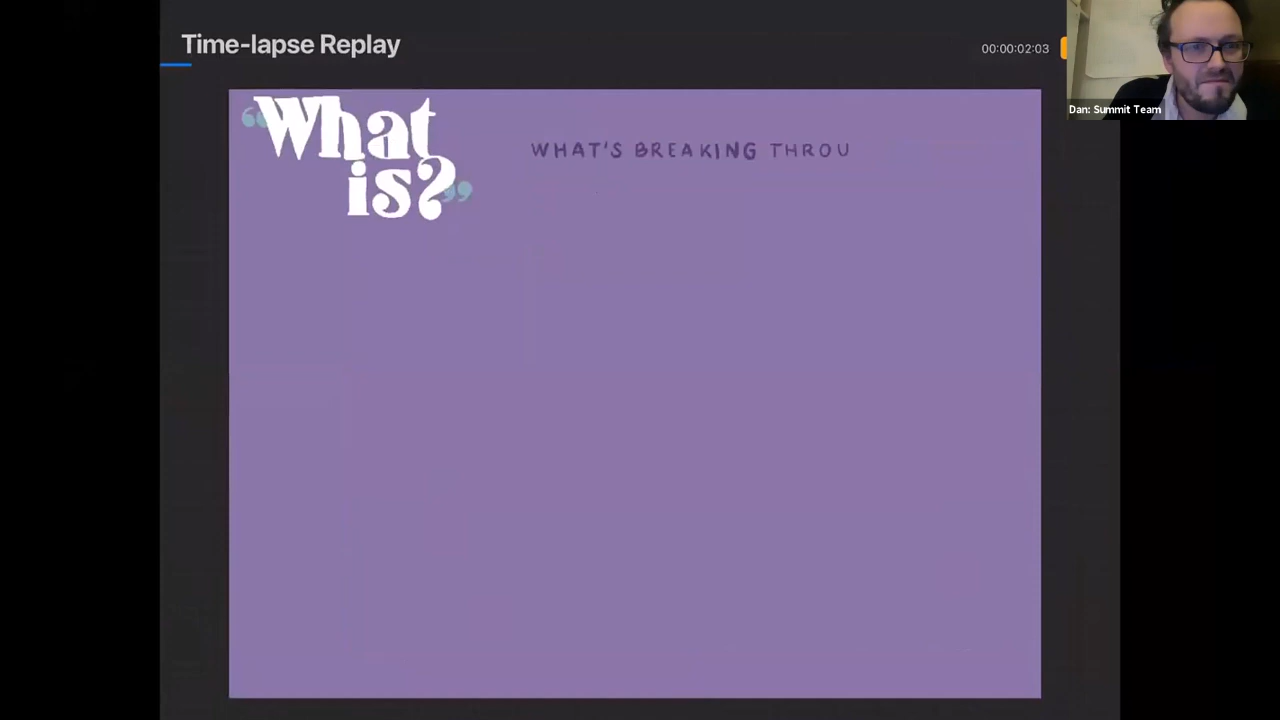 Time-lapse Replay
00:00:02:03
Dan: Summit Team
“What
is?”
WHAT'S BREAKING THROU